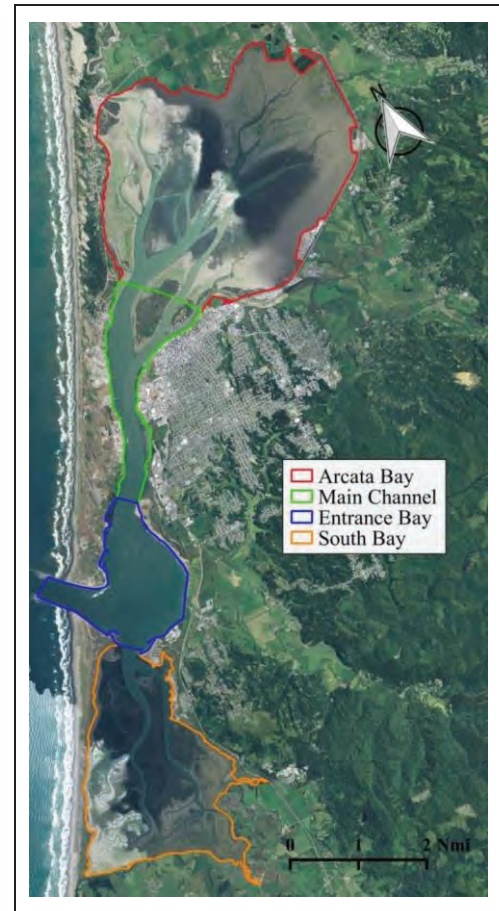 N
Arcata Bay
Main Channel
Entrance Bay
South Bay
0 1 2 Nmi